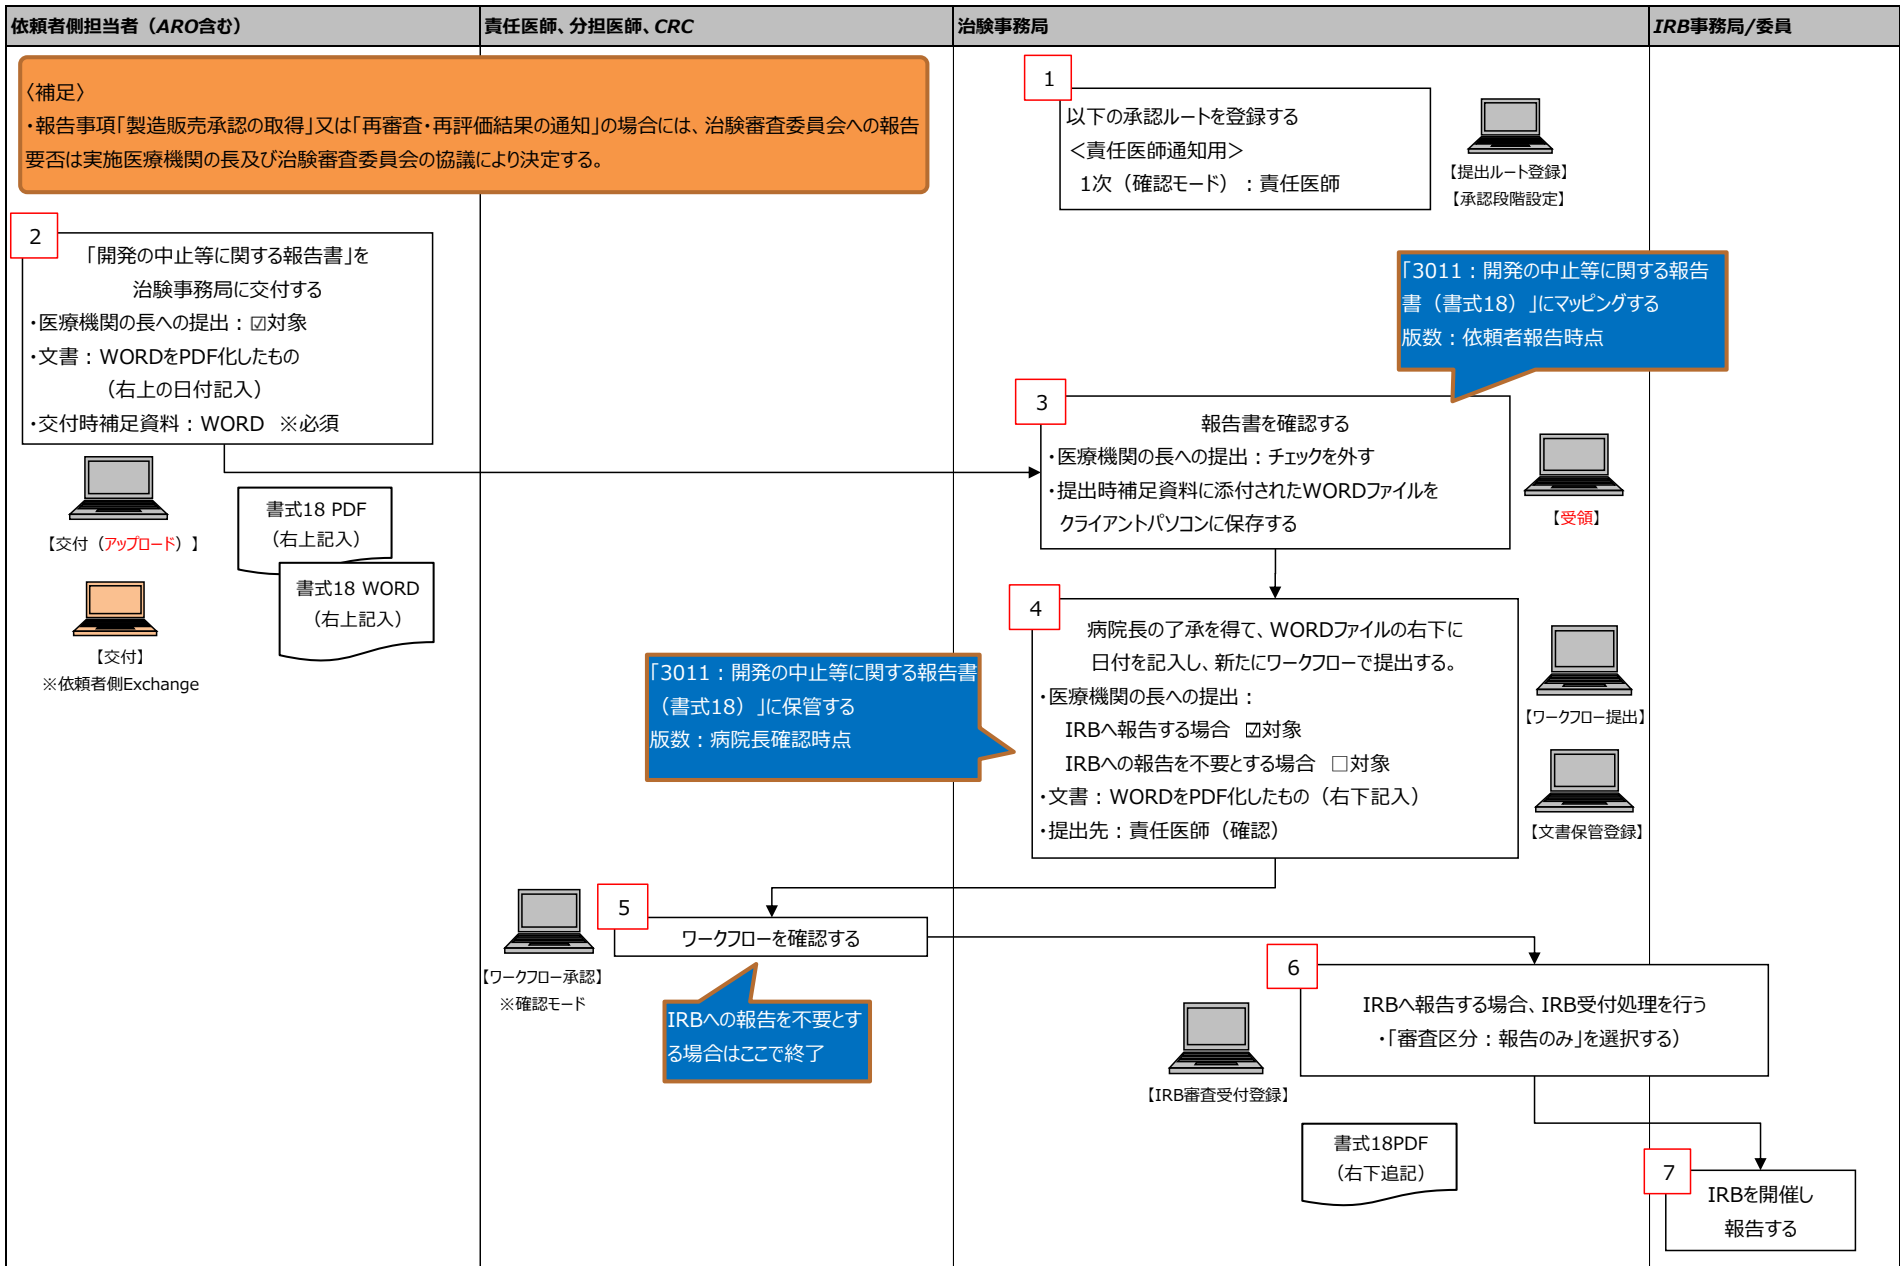 依頼者側担当者（ARO含む）
責任医師、分担医師、CRC
治験事務局
IRB事務局/委員
〈補足〉
・報告事項「製造販売承認の取得」又は「再審査・再評価結果の通知」の場合には、治験審査委員会への報告
要否は実施医療機関の長及び治験審査委員会の協議により決定する。
1
以下の承認ルートを登録する
＜責任医師通知用＞
1次（確認モード）：責任医師
【提出ルート登録】
【承認段階設定】
2
「開発の中止等に関する報告書」を
治験事務局に交付する
・医療機関の長への提出：☑対象
・文書：WORDをPDF化したもの
（右上の日付記入）
・交付時補足資料：WORD　※必須
【交付（アップロード）】
書式18 PDF
（右上記入）
書式18 WORD
（右上記入）
【交付】
※依頼者側Exchange
「3011：開発の中止等に関する報告
書（書式18）」にマッピングする
版数：依頼者報告時点
3
報告書を確認する
・医療機関の長への提出：チェックを外す
・提出時補足資料に添付されたWORDファイルを
クライアントパソコンに保存する
【受領】
4
病院長の了承を得て、WORDファイルの右下に
日付を記入し、新たにワークフローで提出する。
・医療機関の長への提出：
IRBへ報告する場合　☑対象
IRBへの報告を不要とする場合　□対象
・文書：WORDをPDF化したもの（右下記入）
・提出先：責任医師（確認）
【ワークフロー提出】
【文書保管登録】
「3011：開発の中止等に関する報告書
（書式18）」に保管する
版数：病院長確認時点
5
ワークフローを確認する
【ワークフロー承認】
※確認モード
IRBへの報告を不要とす
る場合はここで終了
6
IRBへ報告する場合、IRB受付処理を行う
・「審査区分：報告のみ」を選択する）
【IRB審査受付登録】
書式18PDF
（右下追記）
7
IRBを開催し
報告する